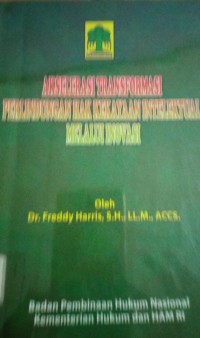 AKSELERASI TRANSFORMASI
PERLINDUNGAN HAK KEKAYAAN INTELEKTUAL
MELALUI INOVASI
Oleh
Dr. Freddy Harris, S.H., LL.M., ACCS.
Badan Pembinaan Hukum Nasional
Kementerian Hukum dan HAM RI